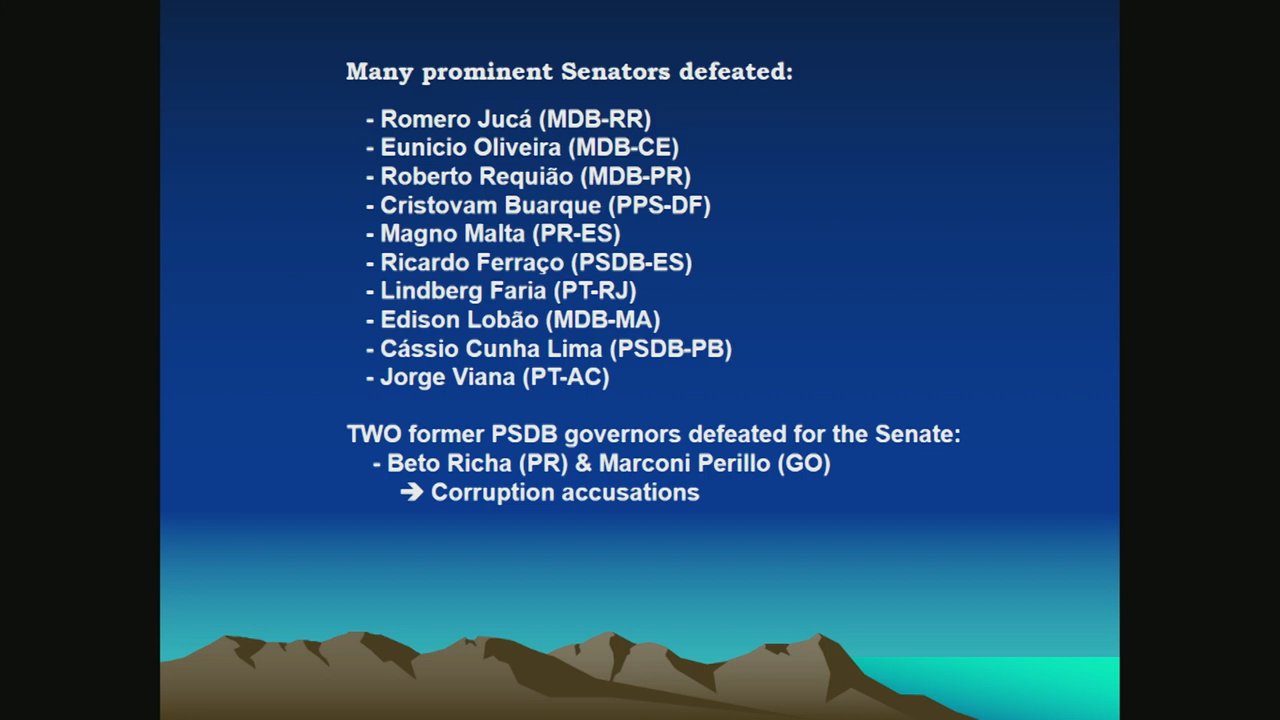 Many prominent Senators defeated:
- Romero Jucá (MDB-RR)
- Eunicio Oliveira (MDB-CE)
- Roberto Requião (MDB-PR)
- Cristovam Buarque (PPS-DF)
- Magno Malta (PR-ES)
- Ricardo Ferraço (PSDB-ES)
- Lindberg Faria (PT-RJ)
- Edison Lobão (MDB-MA)
- Cássio Cunha Lima (PSDB-PB)
- Jorge Viana (PT-AC)
TWO former PSDB governors defeated for the Senate:
- Beto Richa (PR) & Marconi Perillo (GO)
➔ Corruption accusations